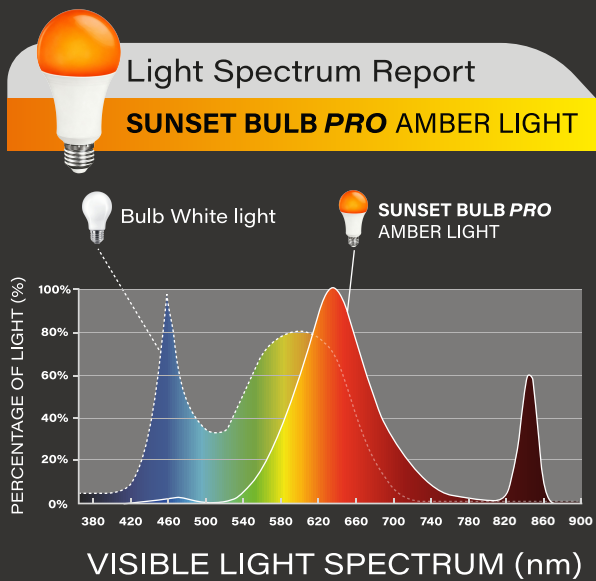 Light Spectrum Report
SUNSET BULB PRO AMBER LIGHT
Bulb White light
SUNSET BULB PRO
AMBER LIGHT
PERCENTAGE OF LIGHT (%)
100%
80%
60%
40%
20%
0%
380 420 460 500 540 580 620 660 700 740 780 820 860 900
VISIBLE LIGHT SPECTRUM (nm)